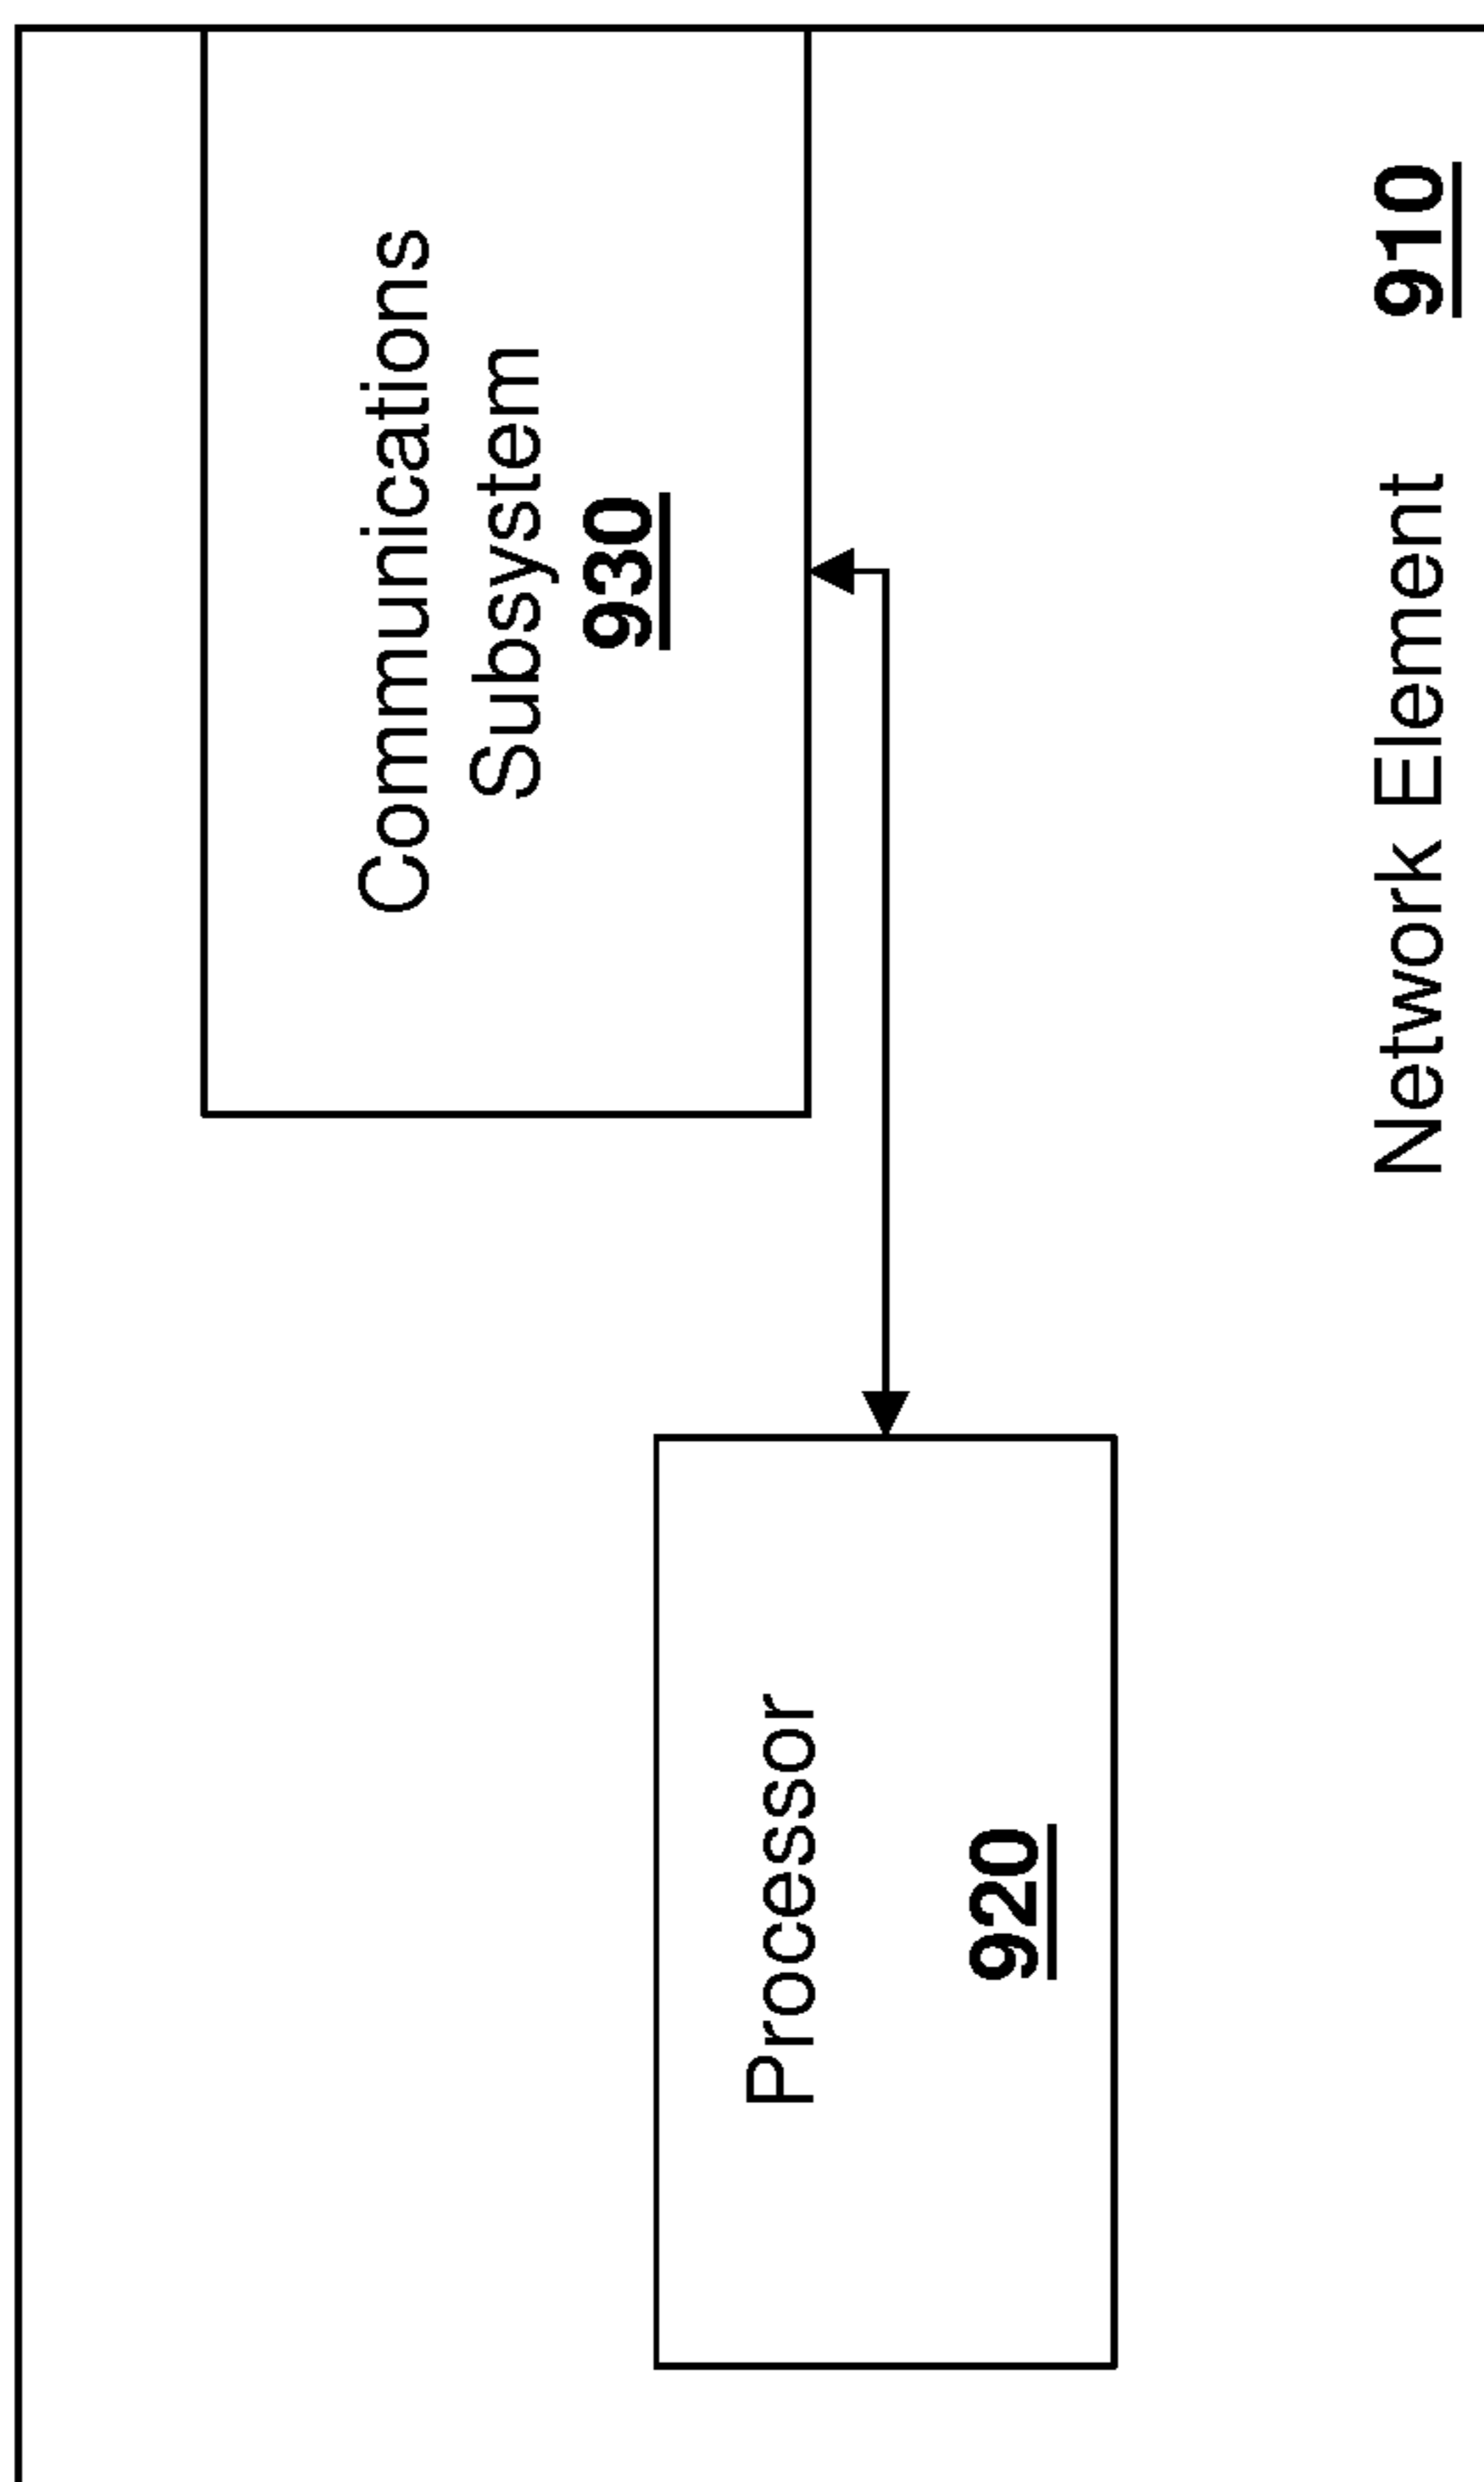 Communications
Subsystem
930
Processor
920
Network Element 910